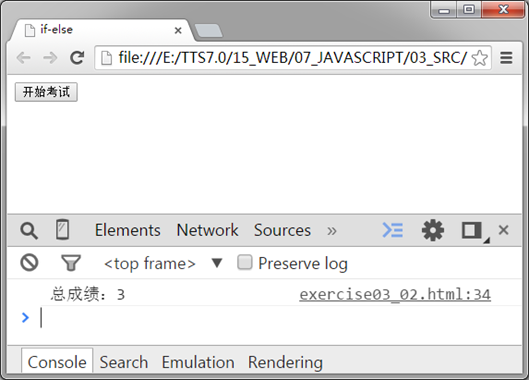 if-else
file:///E:/TTS7.0/15_WEB/07_JAVASCRIPT/03_SRC/
开始考试
Elements Network Sources »
<top frame> ▼ Preserve log
总成绩：3 exercise03_02.html:34
>
Console Search Emulation Rendering